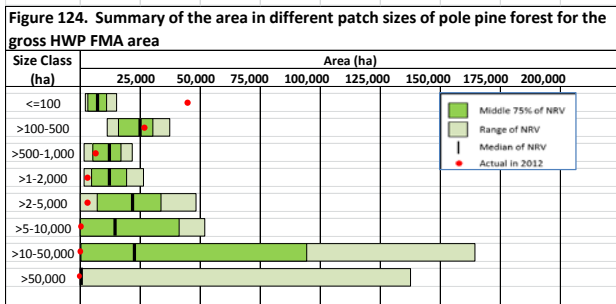 Figure 124. Summary of the area in different patch sizes of pole pine forest for the
gross HWP FMA area
Size Class
(ha)
Area (ha)
25,000 50,000 75,000 100,000 125,000 150,000 175,000 200,000
<=100
>100-500
>500-1,000
>1-2,000
>2-5,000
>5-10,000
>10-50,000
>50,000
Middle 75% of NRV
Range of NRV
Median of NRV
Actual in 2012